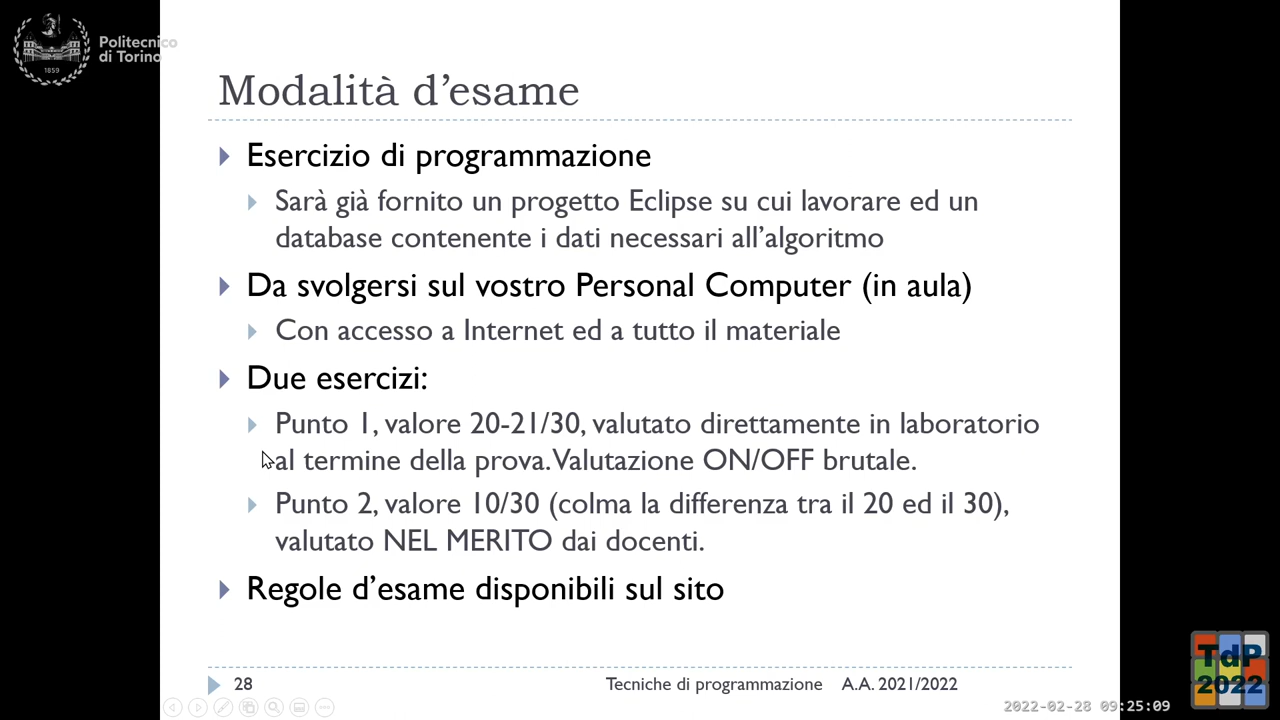 Politecnico
di Torino
1859
Modalità d'esame
Esercizio di programmazione
Sarà già fornito un progetto Eclipse su cui lavorare ed un
database contenente i dati necessari all'algoritmo
Da svolgersi sul vostro Personal Computer (in aula)
Con accesso a Internet ed a tutto il materiale
Due esercizi:
Punto 1, valore 20-21/30, valutato direttamente in laboratorio
al termine della prova. Valutazione ON/OFF brutale.
Punto 2, valore 10/30 (colma la differenza tra il 20 ed il 30),
valutato NEL MERITO dai docenti.
Regole d'esame disponibili sul sito
28 Tecniche di programmazione A.A. 2021/2022
TdP
2022
2022-02-28 09:25:09